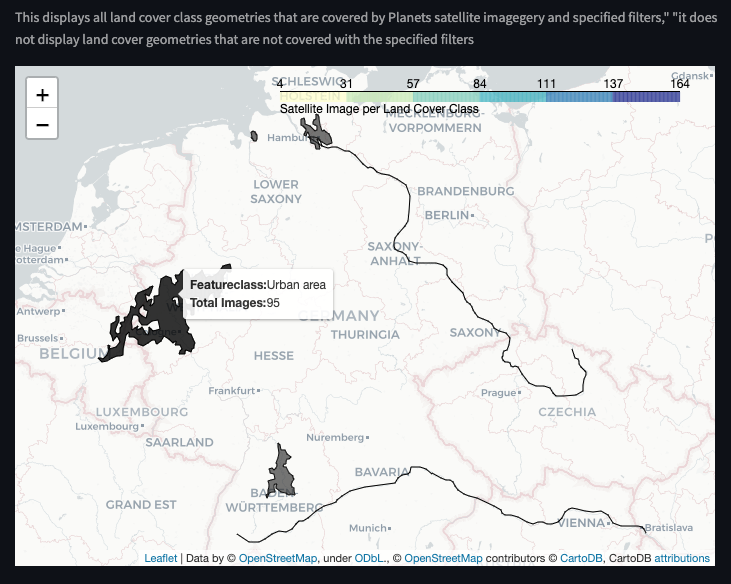 This displays all land cover class geometries that are covered by Planets satellite imagegery and specified filters," "it does
not display land cover geometries that are not covered with the specified filters
+
−
SCHLESWIG-
HOLSTEIN
4 31 57 84 111 137 164
Satellite Image per Land Cover Class
Gdansk
MECKLENBURG-
VORPOMMERN
Hambu
LOWER
SAXONY
BRANDENBURG
BERLIN
MSTERDAM
e Hague
otterdam
SAXONY-
ANHALT
P
Featureclass:Urban area
Total Images:95
Antwerp
Brussels
BELGIUM
GERMANY
THURINGIA
SAXONY
HESSE
Frankfurt
Prague
CZECHIA
LUXEMBOURG
Luxembourg
SAARLAND
Nuremberg
BAVARIA
BADEN-
WÜRTTEMBERG
GRAND EST
Munich
VIENNA
Bratislava
Leaflet | Data by © OpenStreetMap, under ODbL., © OpenStreetMap contributors © CartoDB, CartoDB attributions